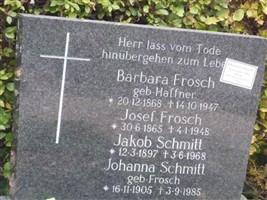 Herr lass vom Tode
hinübergehen zum Leben
Barbara Frosch
geb. Haffner
* 20·12·1868 + 14·10·1947
Josef Frosch
* 30·6·1865 + 4·1·1948
Jakob Schmitt
* 12·3·1897 + 3·6·1968
Johanna Schmitt
geb·Frosch
* 16·11·1905 + 3·9·1985